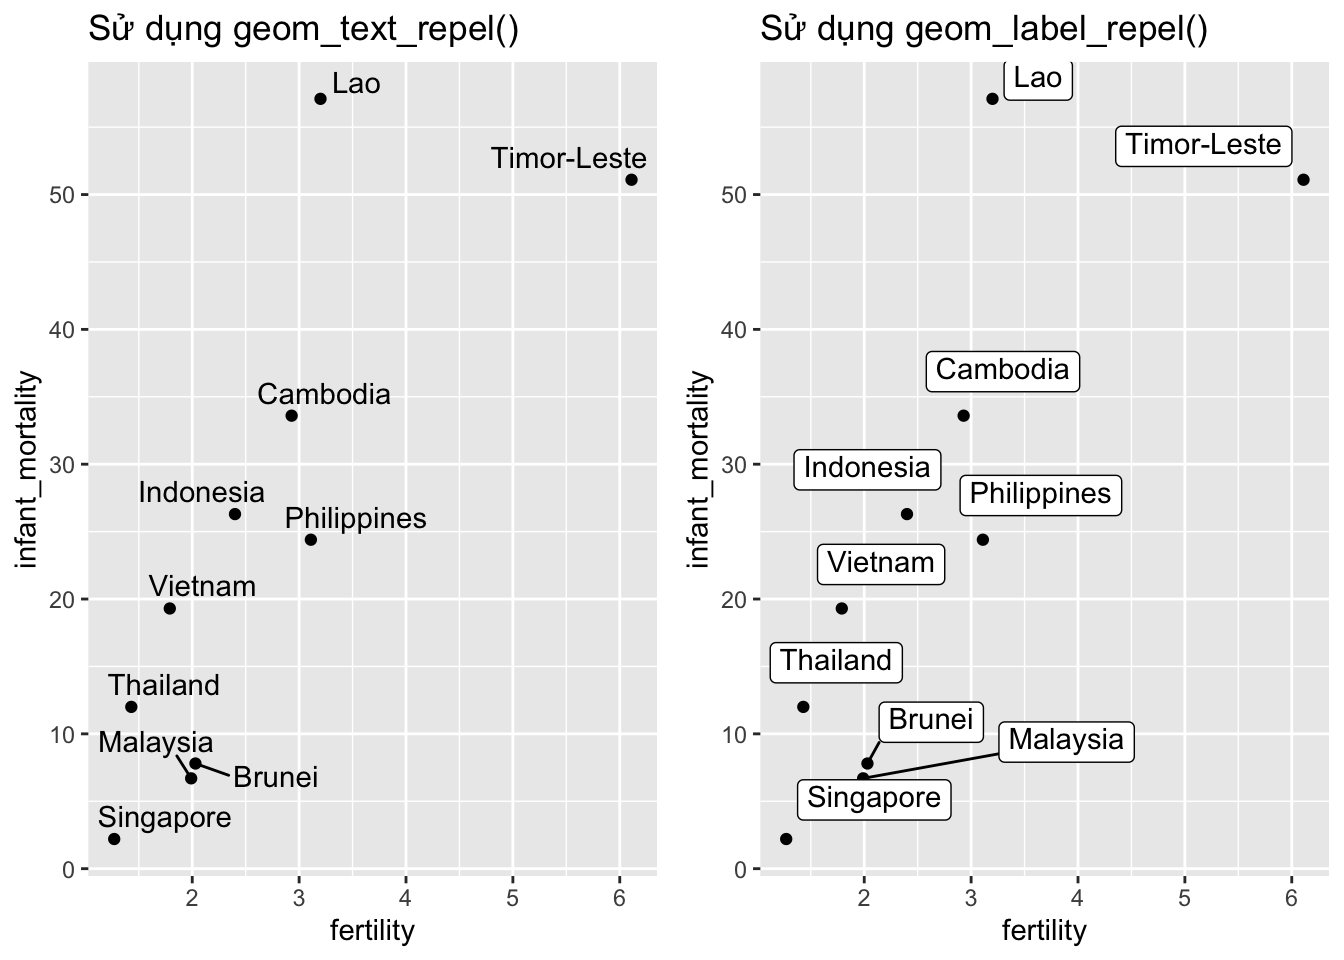 Sử dụng geom_text_repel()
Lao
Timor-Leste
50
40
Cambodia
infant_mortality
30
Indonesia
Philippines
Vietnam
20
Thailand
10
Malaysia
Brunei
Singapore
0
2 3 4 5 6
fertility
Sử dụng geom_label_repel()
Lao
Timor-Leste
50
40
Cambodia
infant_mortality
30
Indonesia
Philippines
Vietnam
20
Thailand
Brunei
10
Malaysia
Singapore
0
2 3 4 5 6
fertility